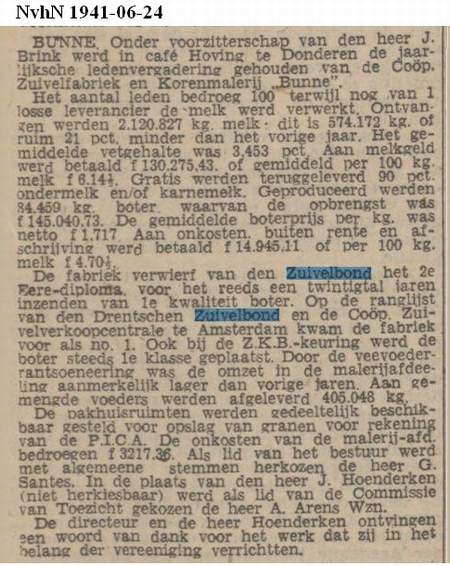 NvhN 1941-06-24
BUNNE. Onder voorzitterschap van den heer J.
Brink werd in café Hoving te Donderen de jaar-
lijksche ledenvergadering gehouden van de Coöp.
Zuivelfabriek en Korenmalerij „Bunne".
Het aantal leden bedroeg 100 terwijl nog van 1
losse leverancier de melk werd verwerkt. Ontvan-
gen werden 2.120.827 kg. melk; dit is 574.172 kg. of
ruim 21 pct. minder dan het vorige jaar. Het ge-
middelde vetgehalte was 3,453 pct. Aan melkgeld
werd betaald f 130,275,43. of gemiddeld per 100 kg.
melk f 6.14½. Gratis werden teruggeleverd 90 pct.
ondermelk en/of karnemelk. Geproduceerd werden
84.459 kg. boter waarvan de opbrengst was
f 145,040,73. De gemiddelde boterprijs per kg. was
netto f 1,717. Aan onkosten, buiten rente en af-
schrijving werd betaald f 14.945,11 of per 100 kg.
melk f 4.70½.
De fabriek verwierf van den Zuivelbond het 2e
Eere-diploma, voor het reeds een twintigtal jaren
inzenden van 1e kwaliteit boter. Op de ranglijst
van den Drentschen Zuivelbond en de Coöp. Zui-
velverkoopcentrale te Amsterdam kwam de fabriek
voor als no. 1. Ook bij de Z.K.B.-keuring werd de
boter steeds 1e klasse geplaatst. Door de veevoeder-
rantsoeneering was de omzet in de malerijafdee-
ling aanmerkelijk lager dan vorige jaren. Aan ge-
mengde voeders werden afgeleverd 405.048 kg.
De pakhuisruimten werden gedeeltelijk beschik-
baar gesteld voor opslag van granen voor rekening
van de P.I.C.A. De onkosten van de malerij-afd.
bedroegen f 3217.36. Als lid van het bestuur werd
met algemeene stemmen herkozen de heer G.
Santes. In de plaats van den heer J. Hoenderken
(niet herkiesbaar) werd als lid van de Commissie
van Toezicht gekozen de heer A. Arens Wzn.
De directeur en de heer Hoenderken ontvingen
een woord van dank voor het werk dat zij in het
belang der vereeniging verrichtten.